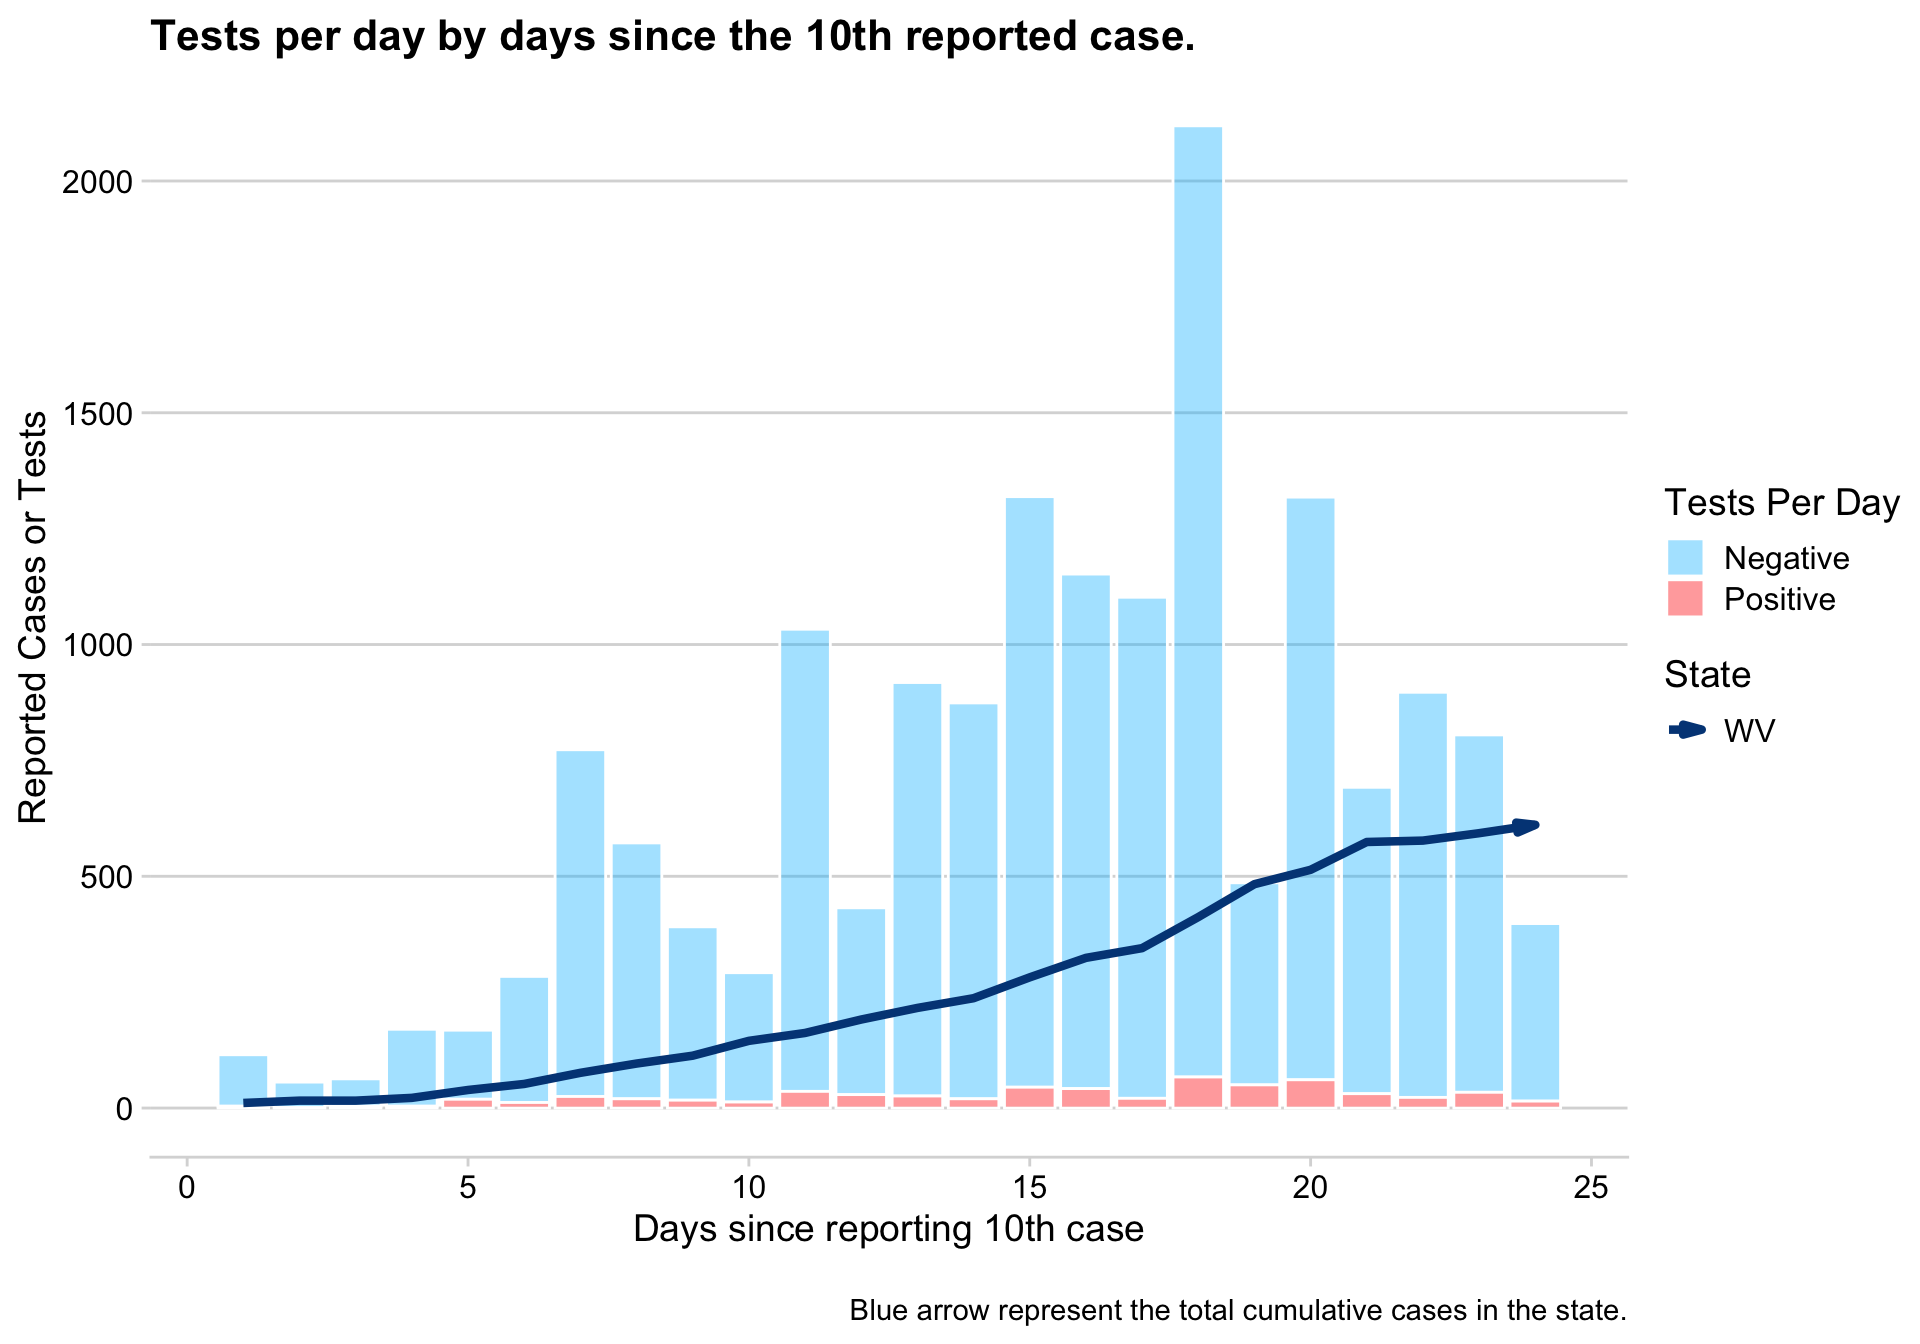 Tests per day by days since the 10th reported case.
Reported Cases or Tests
2000
1500
1000
500
0
0 5 10 15 20 25
Days since reporting 10th case
Tests Per Day
Negative
Positive
State
WV
Blue arrow represent the total cumulative cases in the state.